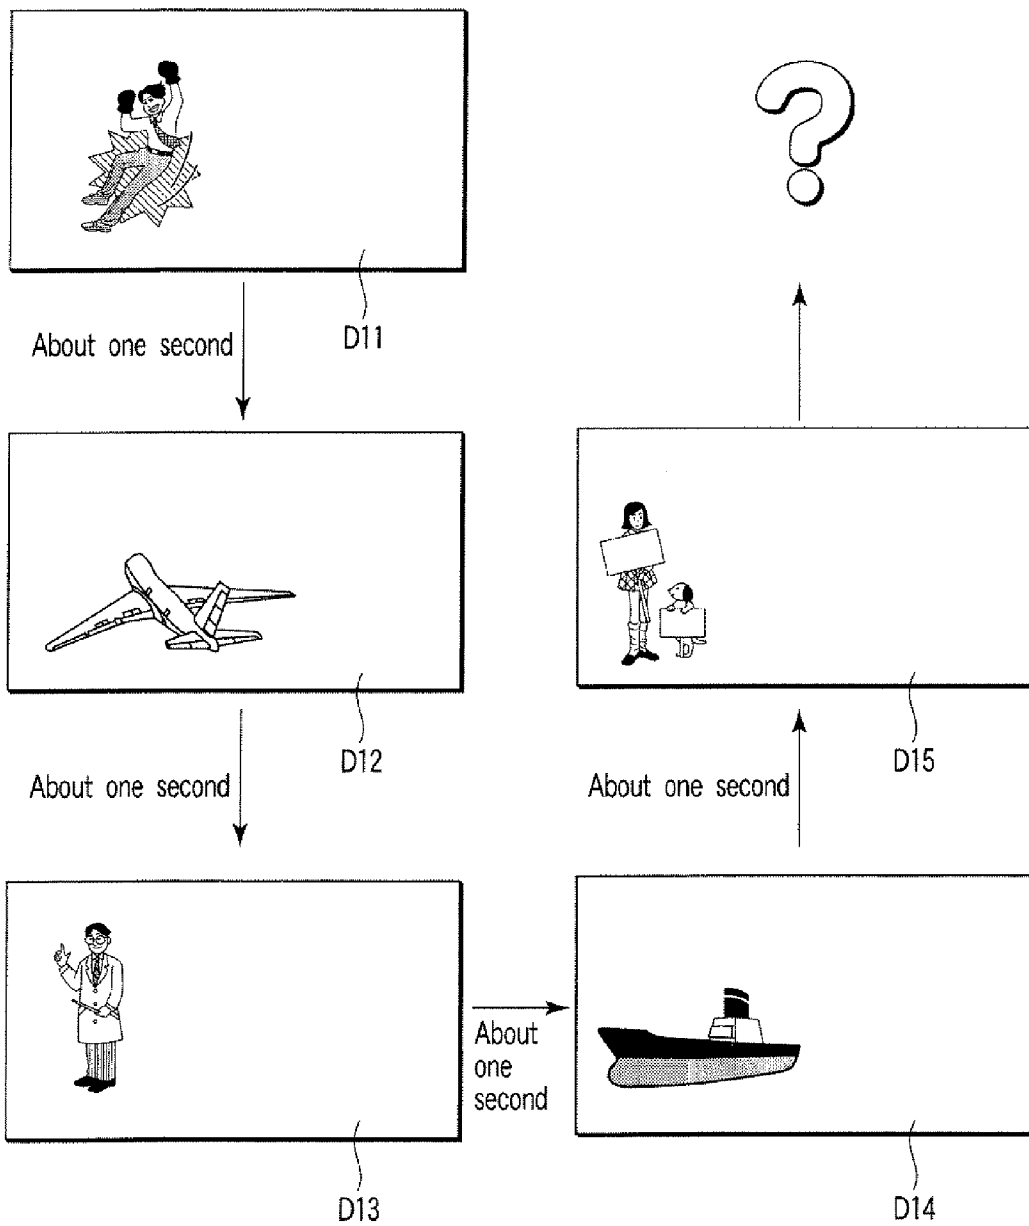 D11
About one second
D12
About one second
D13
About
one
second
D14
About one second
D15
?